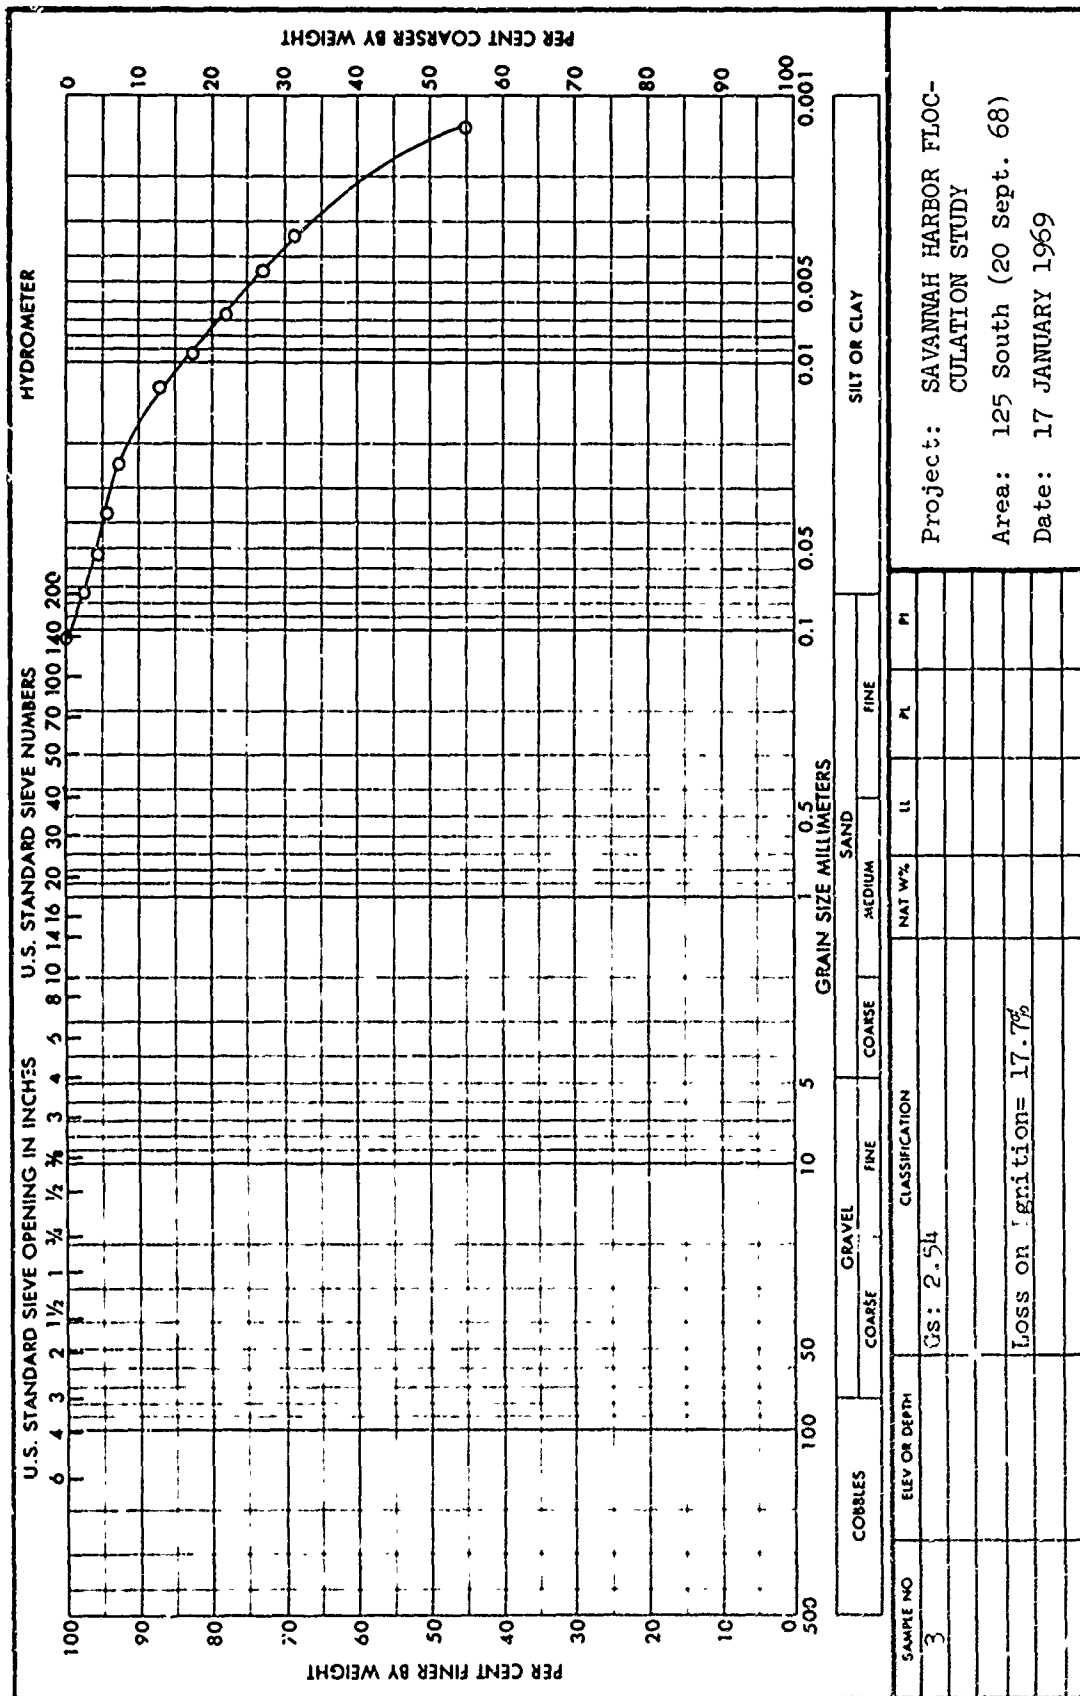 U.S. STANDARD SIEVE OPENING IN INCHES U.S. STANDARD SIEVE NUMBERS HYDROMETER
6 4 3 2 1½ 1 ¾ ½ ⅜ 3 4 5 8 10 14 16 20 30 40 50 70 100 140 200
PER CENT FINER BY WEIGHT
100
90
80
70
60
50
40
30
20
10
0
PER CENT COARSER BY WEIGHT
0
10
20
30
40
50
60
70
80
90
100
500 100 50 10 5 1 0.5 0.1 0.05 0.01 0.005 0.001
GRAIN SIZE MILLIMETERS
COBBLES GRAVEL SAND SILT OR CLAY
COARSE FINE COARSE MEDIUM FINE
SAMPLE NO ELEV OR DEPTH CLASSIFICATION NAT W% LL PL PI
3 Gs: 2.54
Loss on Ignition= 17.7%
Project: SAVANNAH HARBOR FLOC-
CULATION STUDY
Area: 125 South (20 Sept. 68)
Date: 17 JANUARY 1969